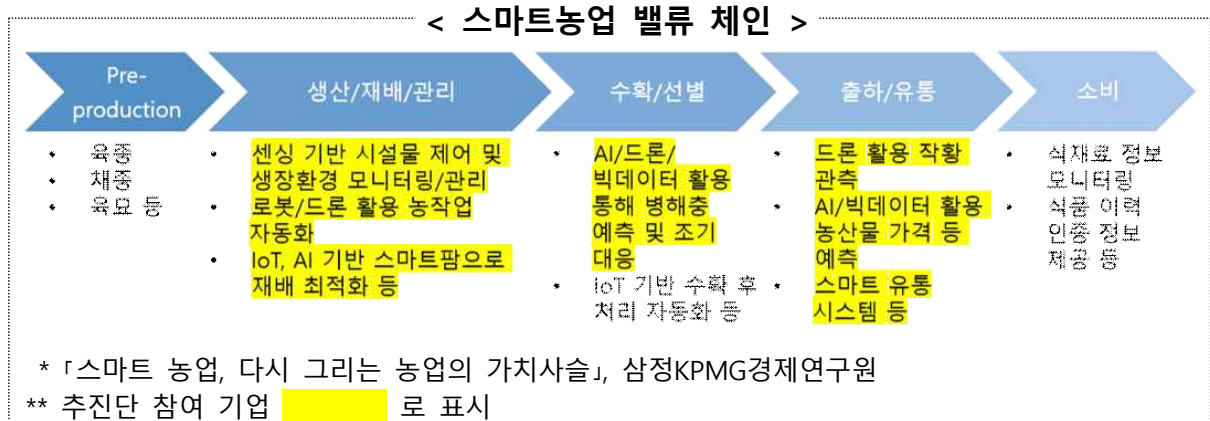 < 스마트농업 밸류 체인 >
Pre-
production
생산/재배/관리
수확/선별
출하/유통
소비
• 육종
• 채종
• 육묘 등
• 센싱 기반 시설물 제어 및
생장환경 모니터링/관리
• 로봇/드론 활용 농작업
자동화
• IoT, AI 기반 스마트팜으로
재배 최적화 등
• AI/드론/
빅데이터 활용
통해 병해충
예측 및 조기
대응
• IoT 기반 수확 후
처리 자동화 등
• 드론 활용 작황
관측
• AI/빅데이터 활용
농산물 가격 등
예측
• 스마트 유통
시스템 등
• 식재료 정보
모니터링
• 식품 이력
인증 정보
제공 등
* 「스마트 농업, 다시 그리는 농업의 가치사슬」, 삼정KPMG경제연구원
** 추진단 참여 기업 로 표시